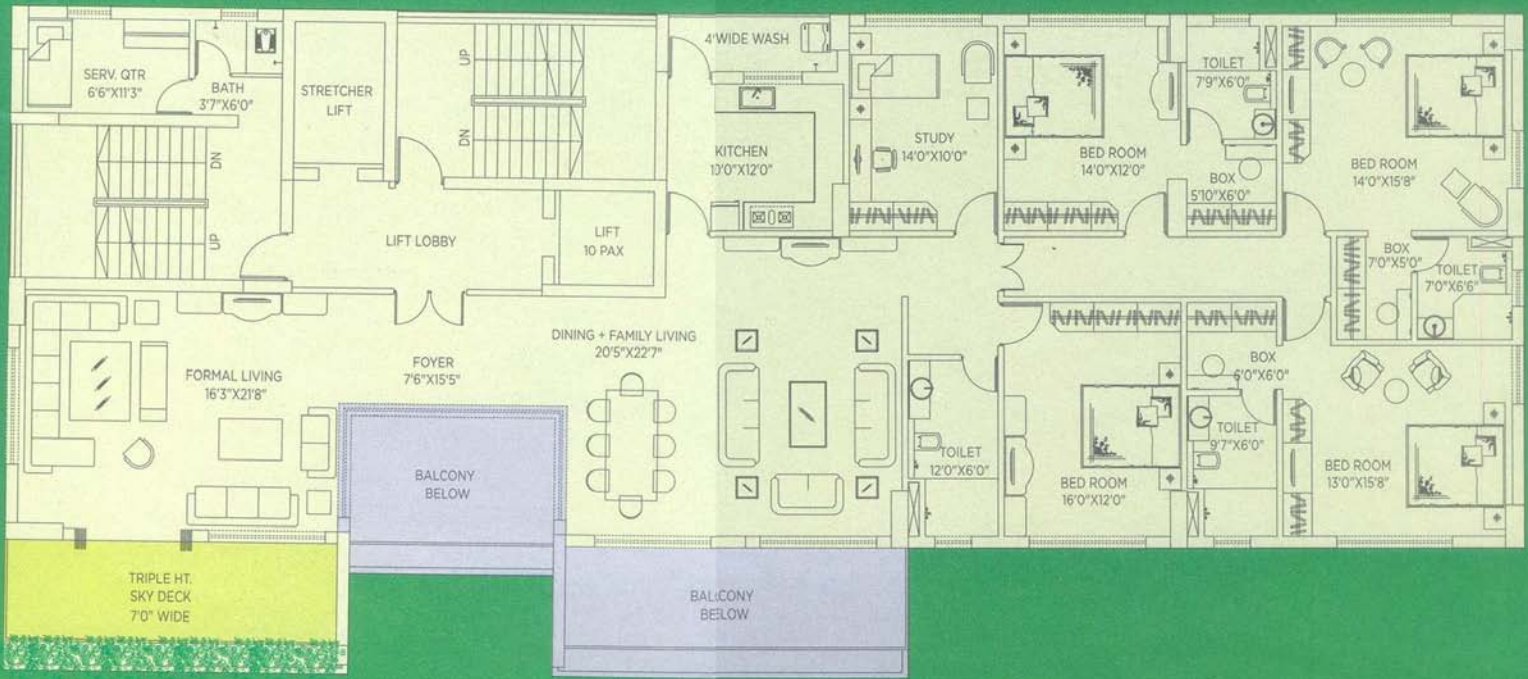 SERV. QTR
6'6"X11'3"
BATH
3'7"X6'0"
STRETCHER
LIFT
UP
DN
4'WIDE WASH
KITCHEN
10'0"X12'0"
STUDY
14'0"X10'0"
BED ROOM
14'0"X12'0"
TOILET
7'9"X6'0"
BOX
5'10"X6'0"
BED ROOM
14'0"X15'8"
DN
UP
LIFT LOBBY
LIFT
10 PAX
BOX
7'0"X5'0"
TOILET
7'0"X6'6"
FORMAL LIVING
16'3"X21'8"
FOYER
7'6"X15'5"
DINING + FAMILY LIVING
20'5"X22'7"
BOX
6'0"X6'0"
TOILET
12'0"X6'0"
BED ROOM
16'0"X12'0"
TOILET
9'7"X6'0"
BED ROOM
13'0"X15'8"
BALCONY
BELOW
TRIPLE HT.
SKY DECK
7'0" WIDE
BALCONY
BELOW